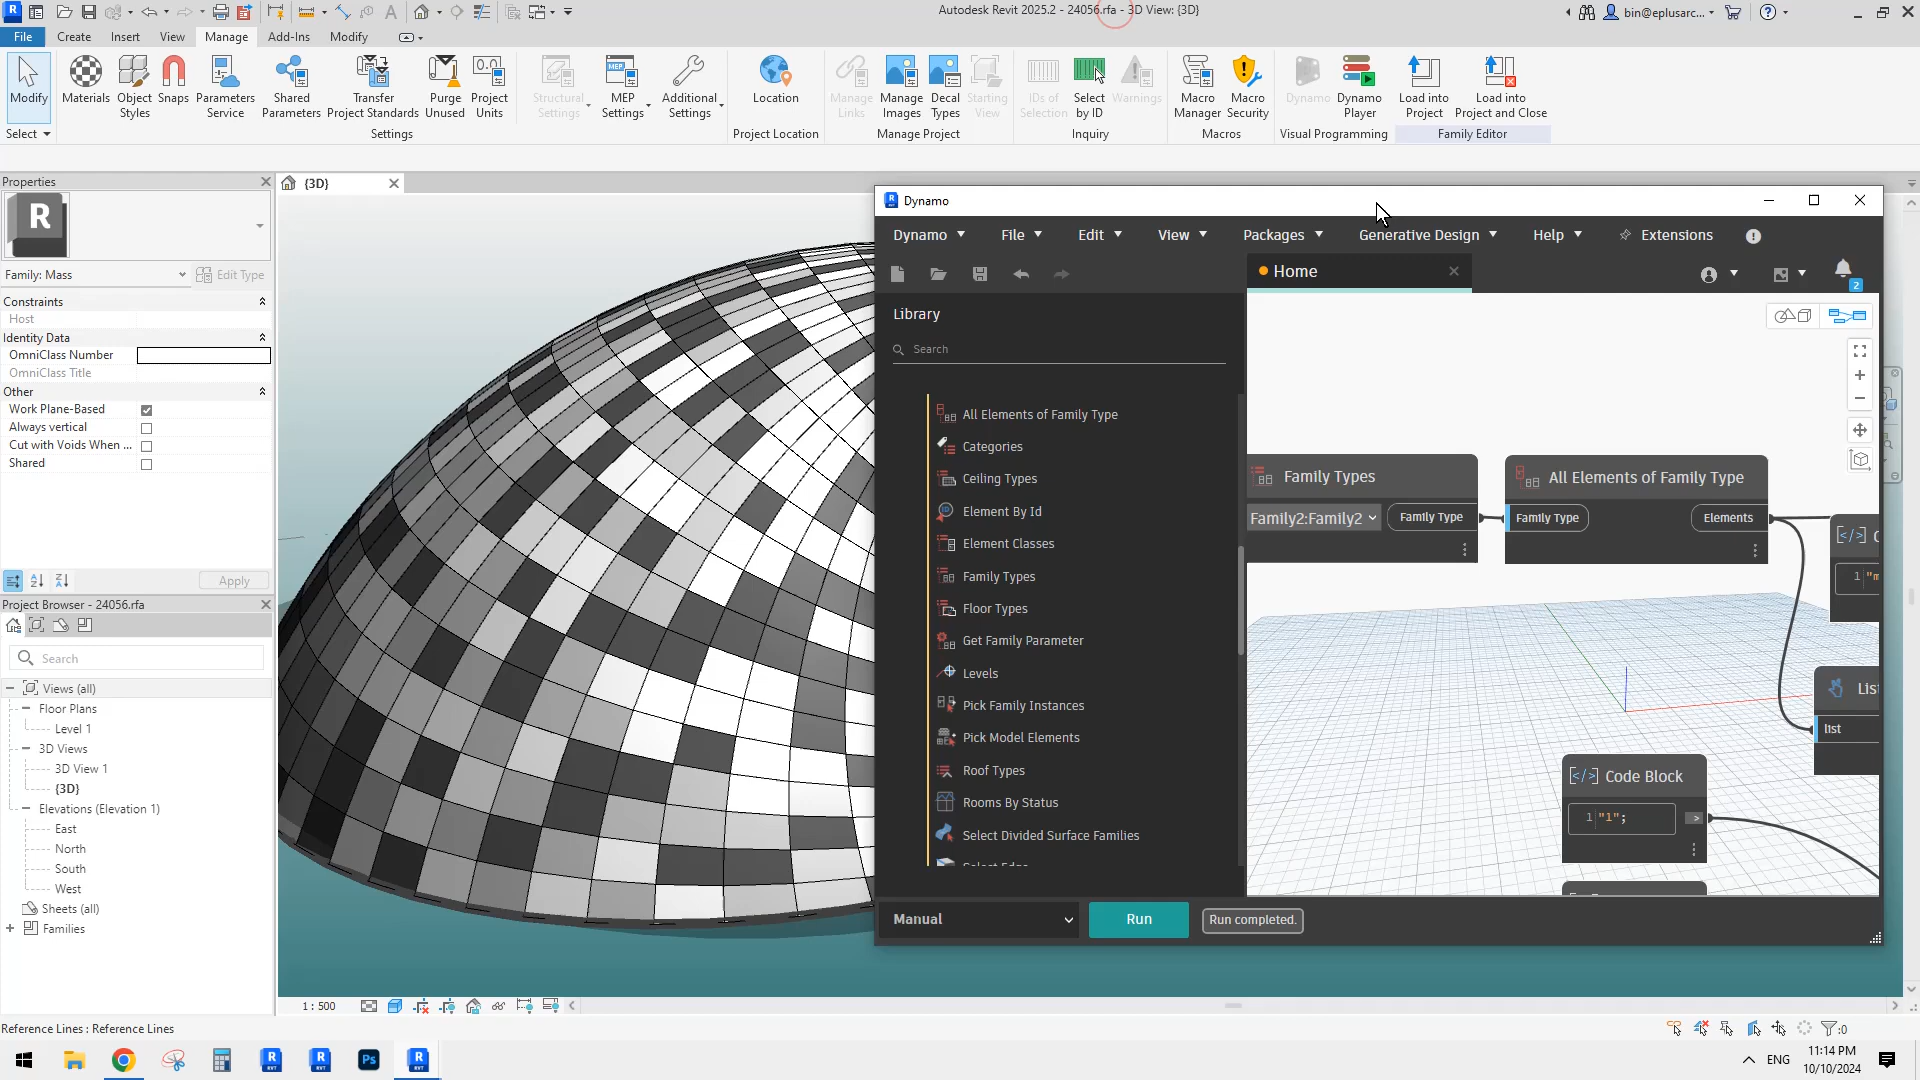 Autodesk Revit 2025.2 - 24056.rfa - 3D View: {3D}
bin@eplusarc...
File
Create
Insert
View
Manage
Add-Ins
Modify
Modify
Select
Materials
Object Styles
Snaps
Parameters Service
Shared Parameters
Transfer Project Standards
Purge Unused
Project Units
Settings
Structural Settings
MEP Settings
Additional Settings
Location
Project Location
Manage Links
Manage Images
Decal Types
Starting View
Manage Project
IDs of Selection
Select by ID
Warnings
Inquiry
Macro Manager
Macro Security
Macros
Dynamo
Dynamo Player
Visual Programming
Load into Project
Load into Project and Close
Family Editor
Properties
{3D}
R
Family: Mass
Edit Type
Constraints
Host
Identity Data
OmniClass Number
OmniClass Title
Other
Work Plane-Based
Always vertical
Cut with Voids When ...
Shared
Apply
Project Browser - 24056.rfa
Search
Views (all)
Floor Plans
Level 1
3D Views
3D View 1
{3D}
Elevations (Elevation 1)
East
North
South
West
Sheets (all)
Families
Dynamo
Dynamo
File
Edit
View
Packages
Generative Design
Help
Extensions
Home
2
Library
Search
All Elements of Family Type
Categories
Ceiling Types
Element By Id
Element Classes
Family Types
Floor Types
Get Family Parameter
Levels
Pick Family Instances
Pick Model Elements
Roof Types
Rooms By Status
Select Divided Surface Families
Select Edge
Family Types
Family2:Family2
Family Type
All Elements of Family Type
Family Type
Elements
1 "m
List
list
Code Block
1 "1";
>
Manual
Run
Run completed.
1 : 500
Reference Lines : Reference Lines
:0
Ps
ENG
11:14 PM
10/10/2024